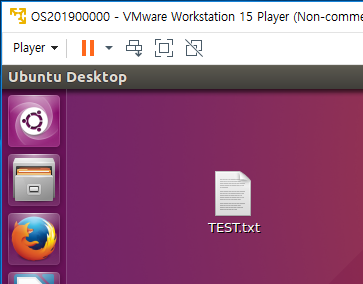 OS201900000 - VMware Workstation 15 Player (Non-comme
Player
Ubuntu Desktop
TEST.txt